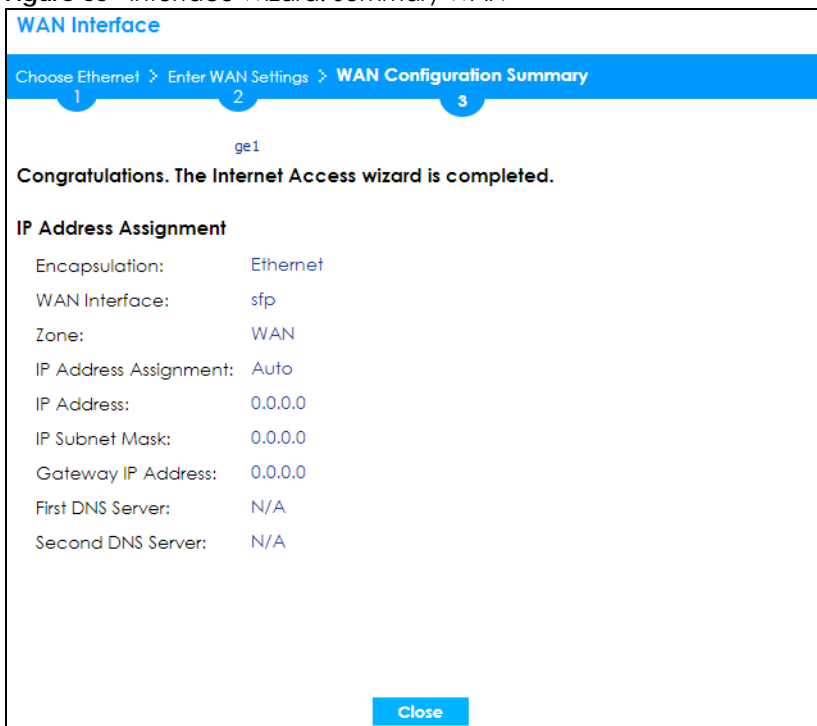 WAN Interface
Choose Ethernet > Enter WAN Settings > WAN Configuration Summary
1 2 3
ge1
Congratulations. The Internet Access wizard is completed.
IP Address Assignment
Encapsulation: Ethernet
WAN Interface: sfp
Zone: WAN
IP Address Assignment: Auto
IP Address: 0.0.0.0
IP Subnet Mask: 0.0.0.0
Gateway IP Address: 0.0.0.0
First DNS Server: N/A
Second DNS Server: N/A
Close